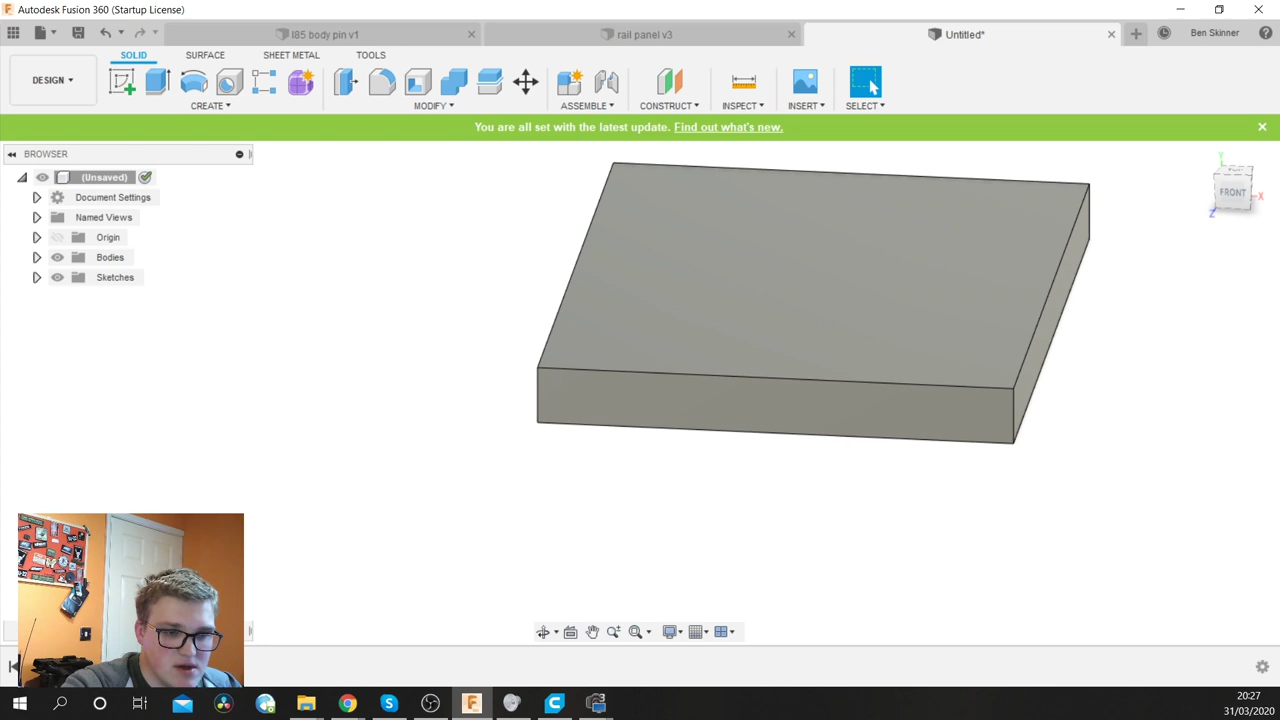 Autodesk Fusion 360 (Startup License)
l85 body pin v1
rail panel v3
Untitled*
Ben Skinner
SOLID SURFACE SHEET METAL TOOLS
DESIGN
CREATE MODIFY ASSEMBLE CONSTRUCT INSPECT INSERT SELECT
You are all set with the latest update. Find out what's new.
BROWSER
(Unsaved)
Document Settings
Named Views
Origin
Bodies
Sketches
Y
FRONT
X
Z
20:27
31/03/2020